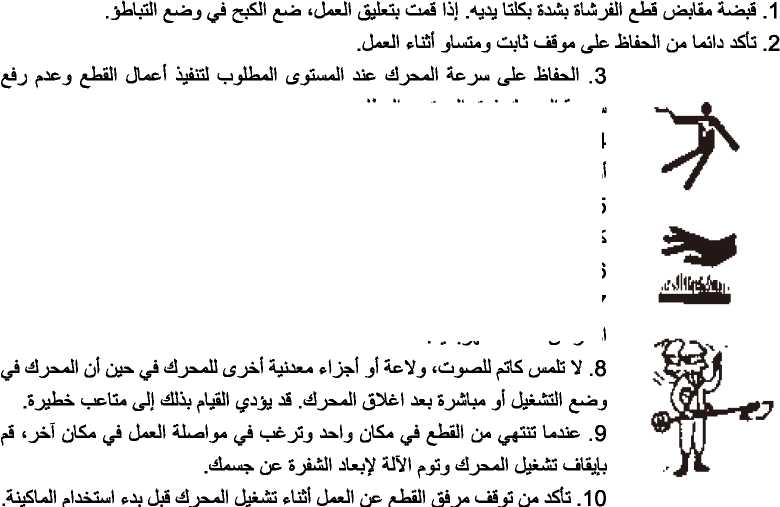 1. قبضة مقابض قطع الفرشاة بشدة بكلتا يديه. إذا قمت بتعليق العمل، ضع الكبح في وضع التباطؤ.
2. تأكد دائما من الحفاظ على موقف ثابت ومتساو أثناء العمل.
3. الحفاظ على سرعة المحرك عند المستوى المطلوب لتنفيذ أعمال القطع وعدم رفع
4
5
6
7
8. لا تلمس كاتم للصوت، ولاعة أو أجزاء معدنية أخرى للمحرك في حين أن المحرك في
وضع التشغيل أو مباشرة بعد اغلاق المحرك. قد يؤدي القيام بذلك إلى متاعب خطيرة.
9. عندما تنتهي من القطع في مكان واحد وترغب في مواصلة العمل في مكان آخر، قم
بإيقاف تشغيل المحرك وتوم الآلة لإبعاد الشفرة عن جسمك.
10. تأكد من توقف مرفق القطع عن العمل أثناء تشغيل المحرك قبل بدء استخدام الماكينة.